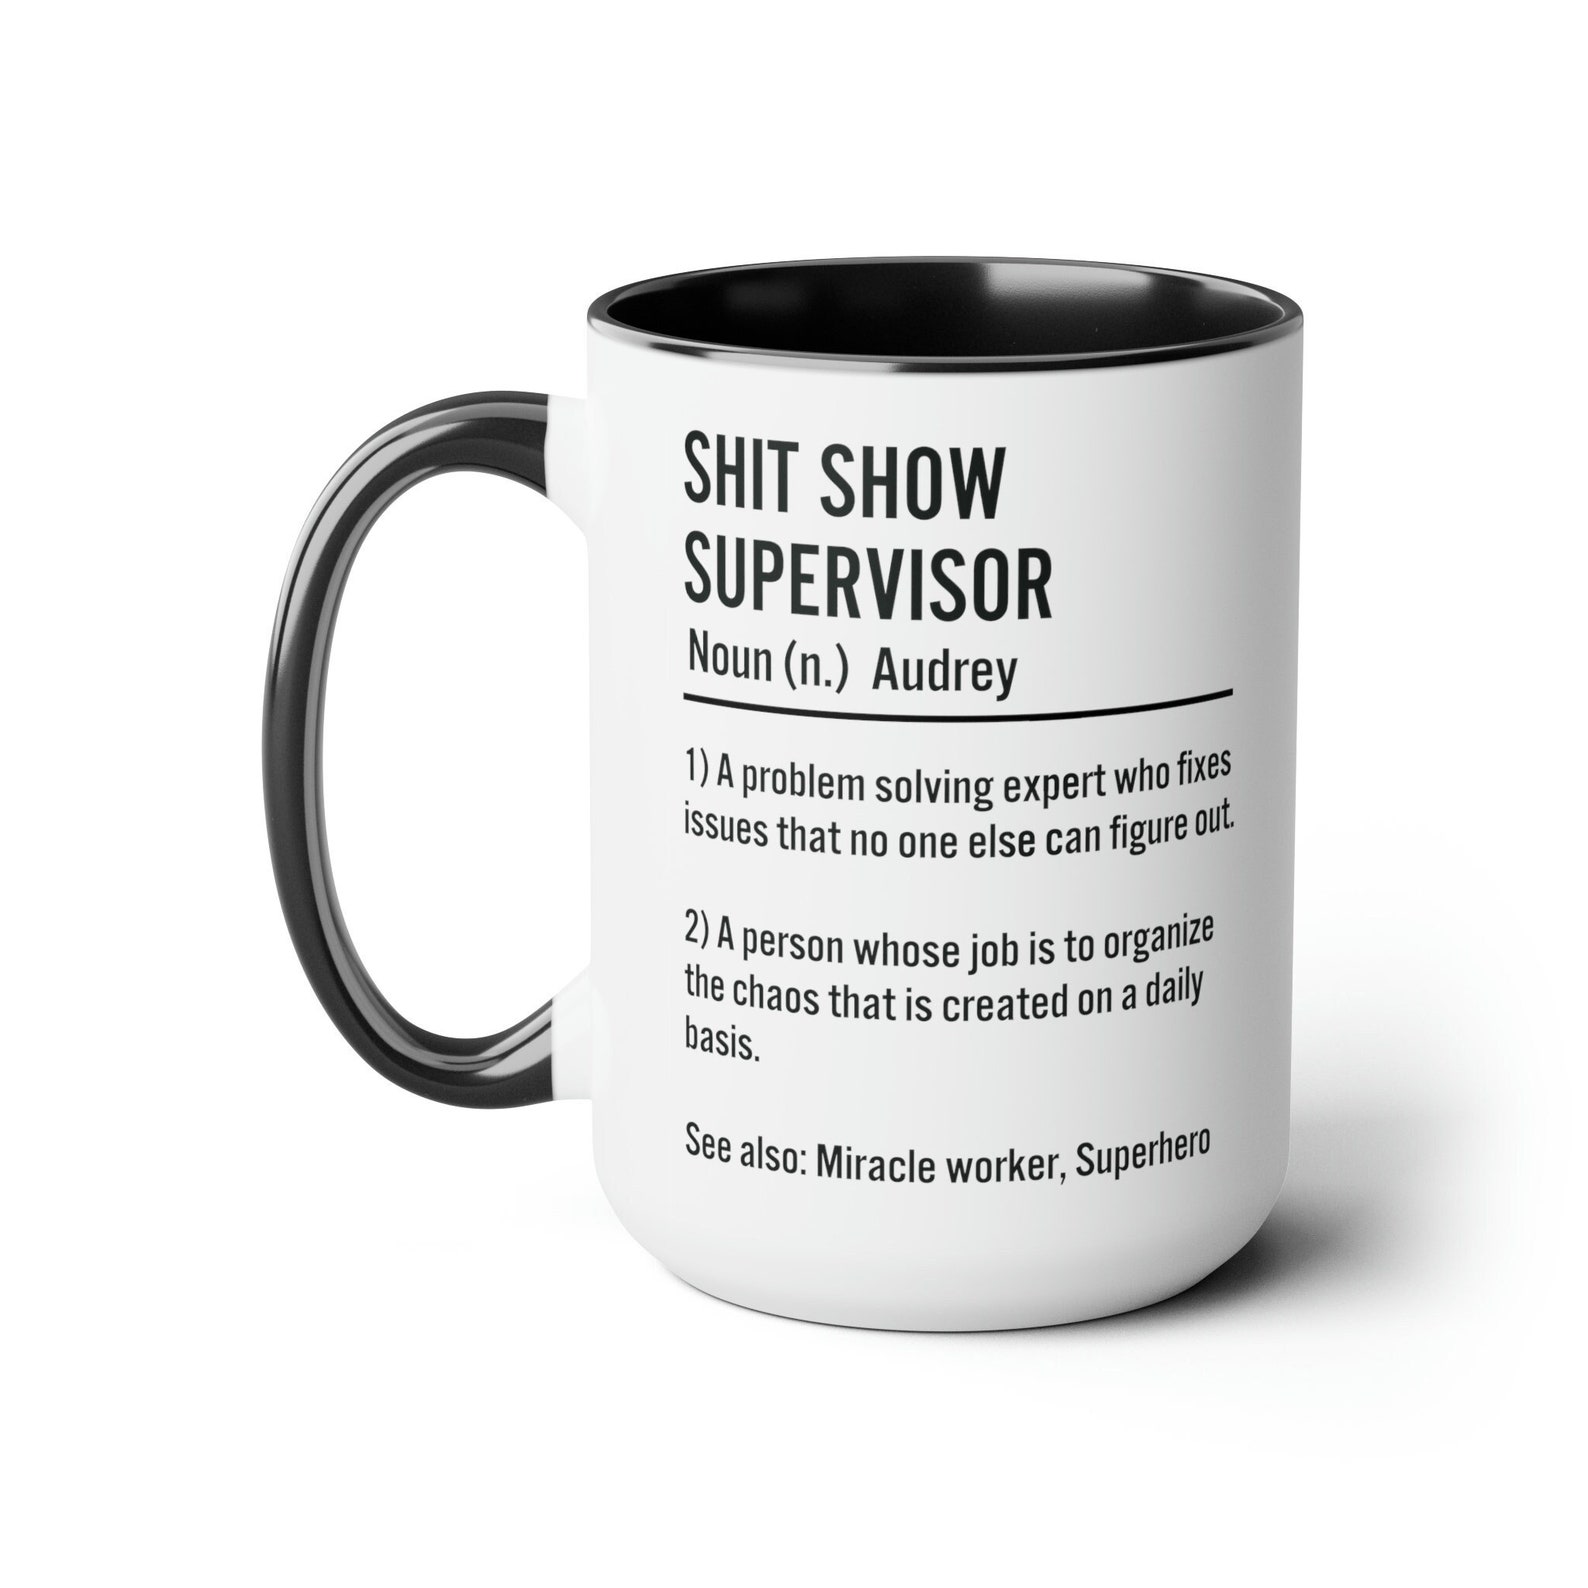 SHIT SHOW
SUPERVISOR
Noun (n.) Audrey
1) A problem solving expert who fixes
issues that no one else can figure out.
2) A person whose job is to organize
the chaos that is created on a daily
basis.
See also: Miracle worker, Superhero